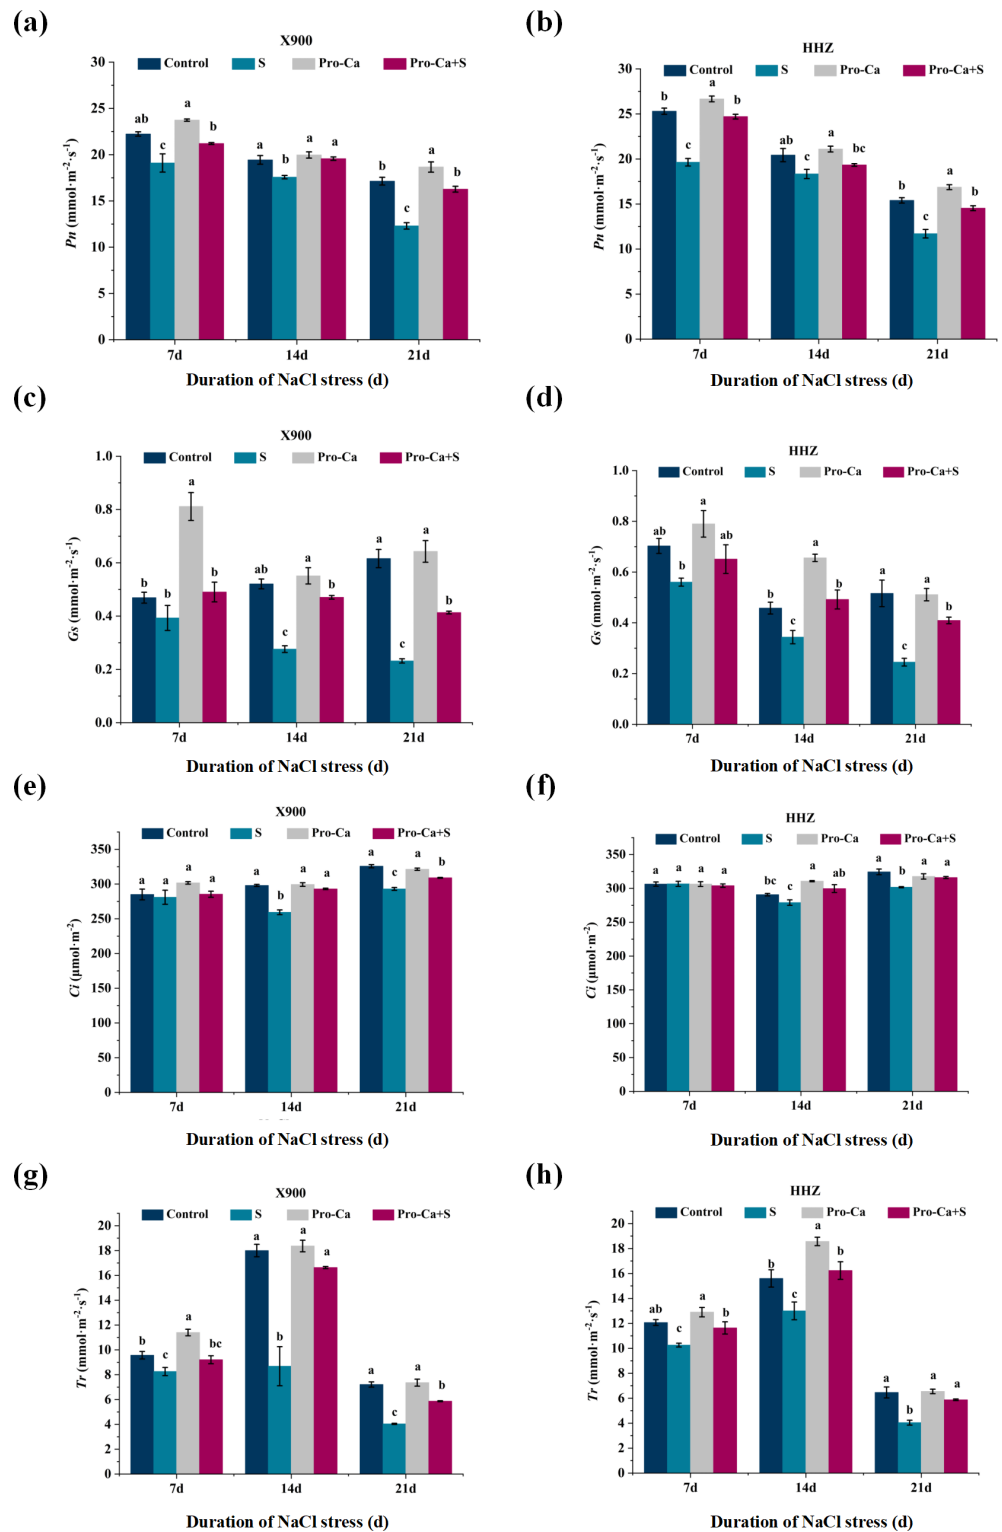 (a)
X900
Control S Pro-Ca Pro-Ca+S
30
25
20
15
10
5
0
Pn (mmol·m⁻²·s⁻¹)
ab c a b
a b a a
b c a b
7d 14d 21d
Duration of NaCl stress (d)
(b)
HHZ
Control S Pro-Ca Pro-Ca+S
30
25
20
15
10
5
0
Pn (mmol·m⁻²·s⁻¹)
b c a b
ab c a bc
b c a b
7d 14d 21d
Duration of NaCl stress (d)
(c)
X900
Control S Pro-Ca Pro-Ca+S
1.0
0.8
0.6
0.4
0.2
0.0
Gs (mmol·m⁻²·s⁻¹)
b b a b
ab c a b
a c a b
7d 14d 21d
Duration of NaCl stress (d)
(d)
HHZ
Control S Pro-Ca Pro-Ca+S
1.0
0.8
0.6
0.4
0.2
0.0
Gs (mmol·m⁻²·s⁻¹)
ab b a ab
b c a b
a c a b
7d 14d 21d
Duration of NaCl stress (d)
(e)
X900
Control S Pro-Ca Pro-Ca+S
350
300
250
200
150
100
50
0
Ci (μmol·m⁻²)
a a a a
a b a a
a c a b
7d 14d 21d
Duration of NaCl stress (d)
(f)
HHZ
Control S Pro-Ca Pro-Ca+S
350
300
250
200
150
100
50
0
Ci (μmol·m⁻²)
a a a a
bc c a ab
a b a a
7d 14d 21d
Duration of NaCl stress (d)
(g)
X900
Control S Pro-Ca Pro-Ca+S
20
18
16
14
12
10
8
6
4
2
0
Tr (mmol·m⁻²·s⁻¹)
b c a bc
a b a a
a c a b
7d 14d 21d
Duration of NaCl stress (d)
(h)
HHZ
Control S Pro-Ca Pro-Ca+S
20
18
16
14
12
10
8
6
4
2
0
Tr (mmol·m⁻²·s⁻¹)
ab c a b
b c a b
a b a a
7d 14d 21d
Duration of NaCl stress (d)